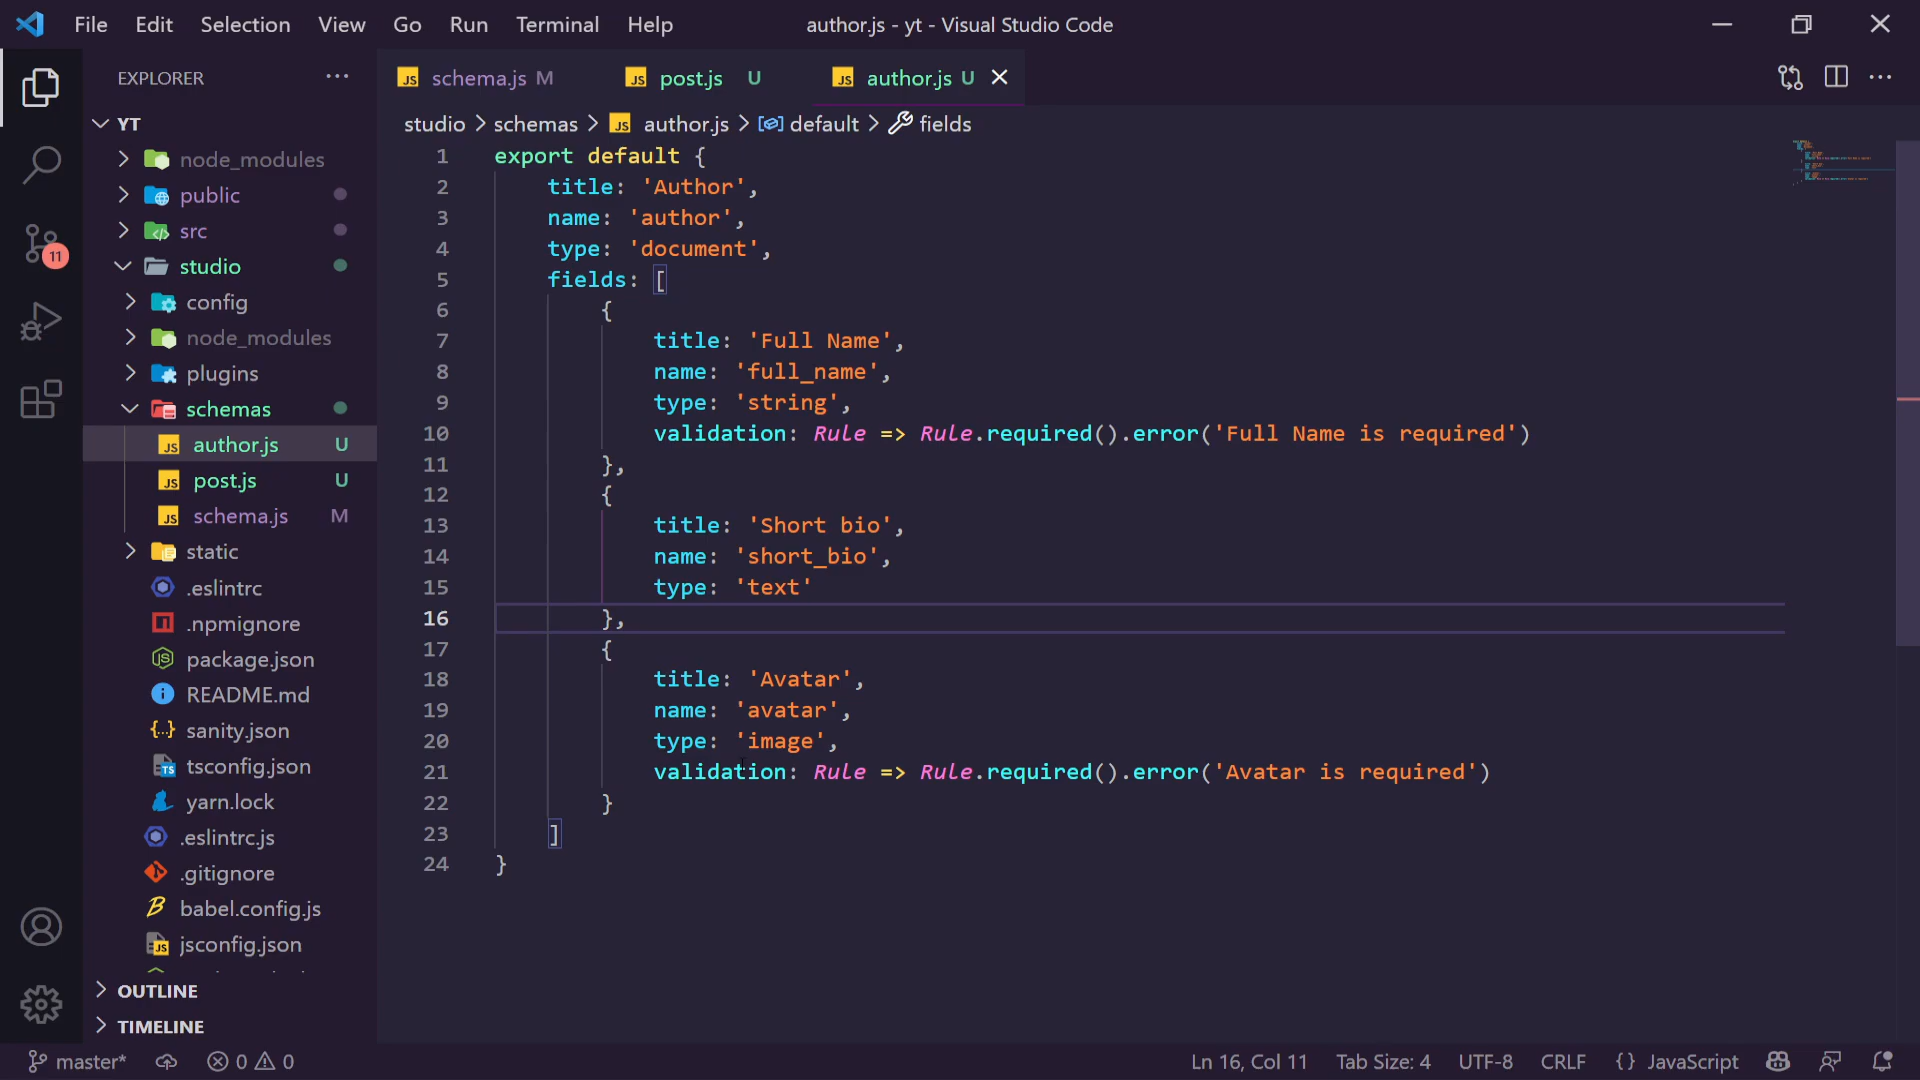 File Edit Selection View Go Run Terminal Help author.js - yt - Visual Studio Code
EXPLORER
YT
node_modules
public
src
studio
config
node_modules
plugins
schemas
author.js U
post.js U
schema.js M
static
.eslintrc
.npmignore
package.json
README.md
sanity.json
tsconfig.json
yarn.lock
.eslintrc.js
.gitignore
babel.config.js
jsconfig.json
OUTLINE
TIMELINE
11
JS schema.js M JS post.js U JS author.js U
studio > schemas > JS author.js > default > fields
1 export default {
2 title: 'Author',
3 name: 'author',
4 type: 'document',
5 fields: [
6 {
7 title: 'Full Name',
8 name: 'full_name',
9 type: 'string',
10 validation: Rule => Rule.required().error('Full Name is required')
11 },
12 {
13 title: 'Short bio',
14 name: 'short_bio',
15 type: 'text'
16 },
17 {
18 title: 'Avatar',
19 name: 'avatar',
20 type: 'image',
21 validation: Rule => Rule.required().error('Avatar is required')
22 }
23 ]
24 }
master* 0 0 Ln 16, Col 11 Tab Size: 4 UTF-8 CRLF {} JavaScript